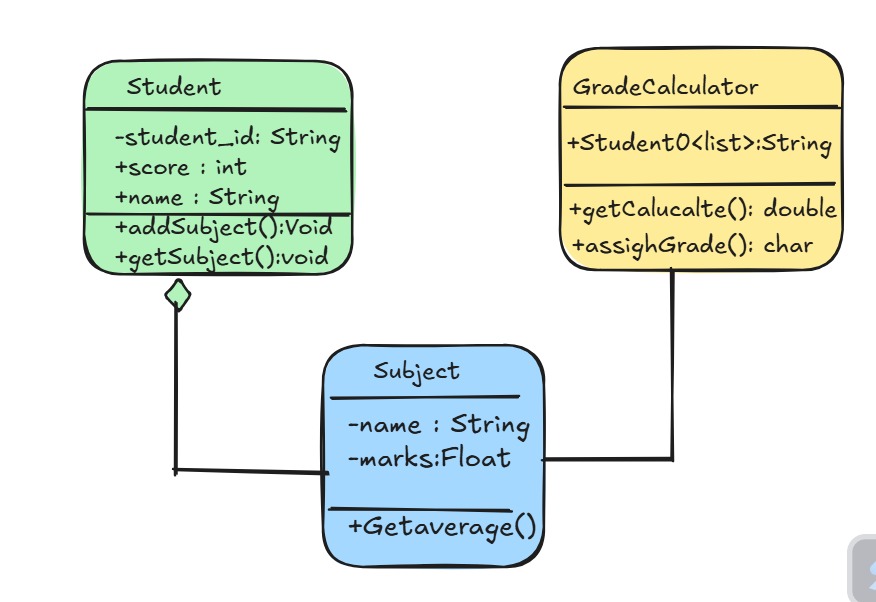 Student
-student_id: String
+score : int
+name : String
+addSubject():Void
+getSubject():void
GradeCalculator
+StudentO<list>:String
+getCalucalte(): double
+assighGrade(): char
Subject
-name : String
-marks:Float
+Getaverage()